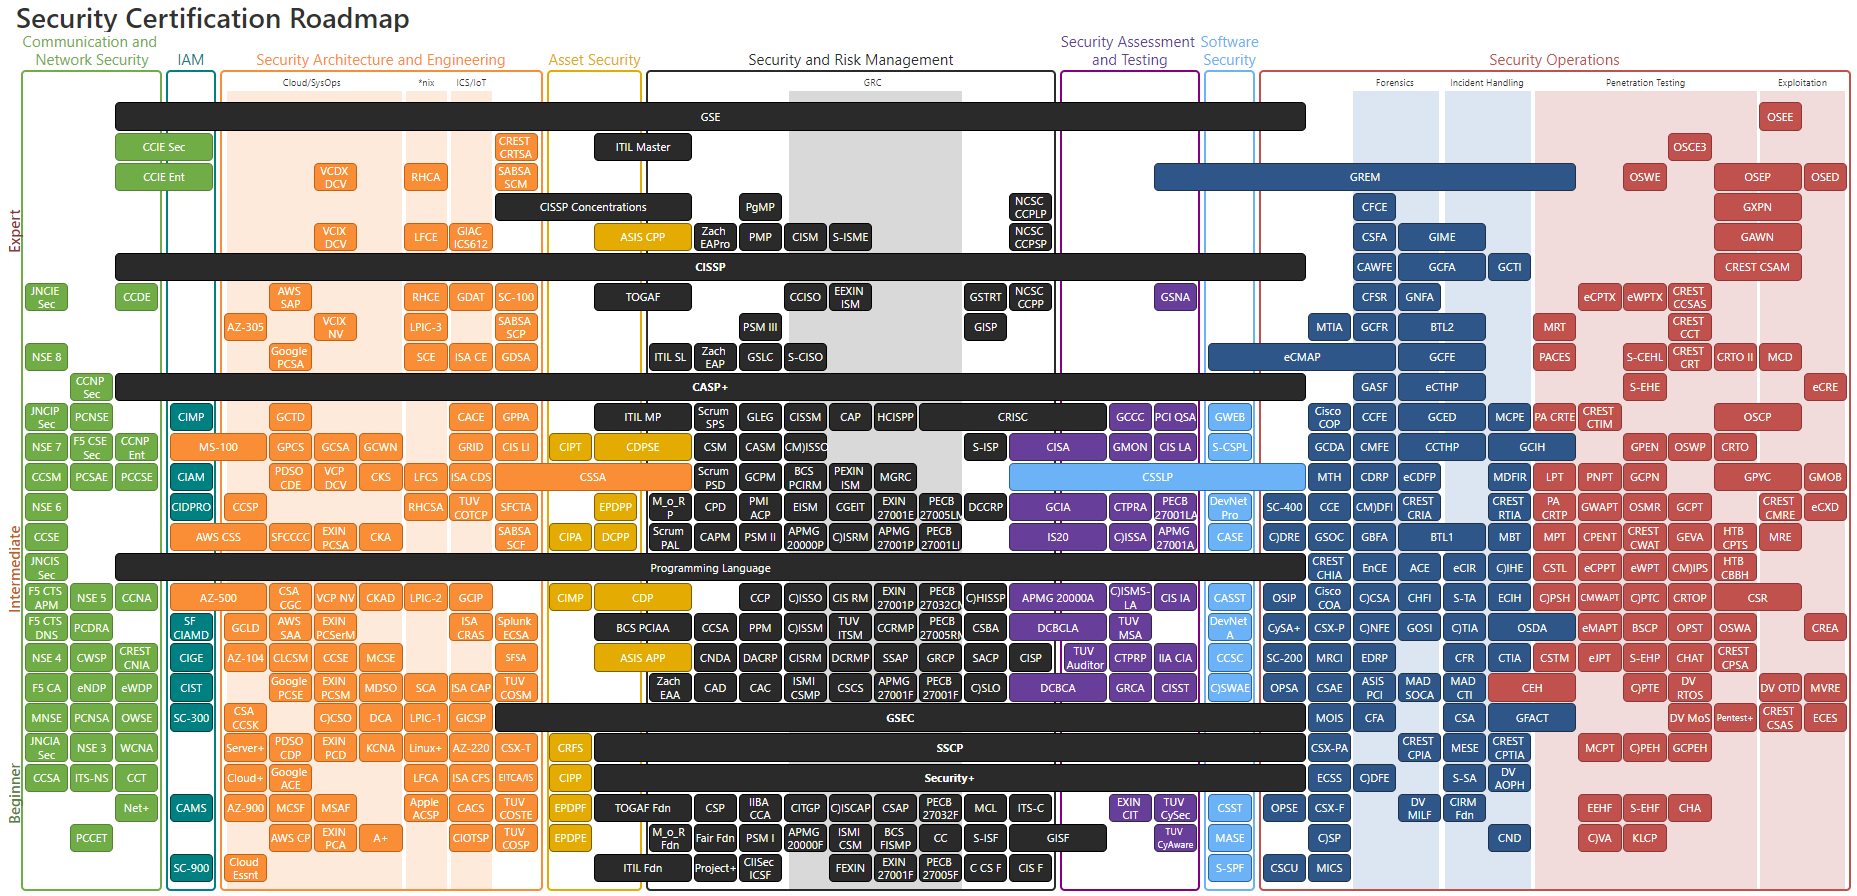 Security Certification Roadmap
Communication and
Network Security
IAM
Security Architecture and Engineering
Asset Security
Security and Risk Management
Security Assessment
and Testing
Software
Security
Security Operations
Cloud/SysOps
*nix
ICS/IoT
GRC
Forensics
Incident Handling
Penetration Testing
Exploitation
Expert
Intermediate
Beginner
GSE
OSEE
CCIE Sec
CREST
CRTSA
ITIL Master
OSCE3
CCIE Ent
VCDX
DCV
RHCA
SABSA
SCM
GREM
OSWE
OSEP
OSED
CISSP Concentrations
PgMP
NCSC
CCPLP
CFCE
GXPN
VCIX
DCV
LFCE
GIAC
ICS612
ASIS CPP
Zach
EAPro
PMP
CISM
S-ISME
NCSC
CCPSP
CSFA
GIME
GAWN
CISSP
CAWFE
GCFA
GCTI
CREST CSAM
JNCIE
Sec
CCDE
AWS
SAP
RHCE
GDAT
SC-100
TOGAF
CCISO
EEXIN
ISM
GSTRT
NCSC
CCPP
GSNA
CFSR
GNFA
eCPTX
eWPTX
CREST
CCSAS
AZ-305
VCIX
NV
LPIC-3
SABSA
SCP
PSM III
GISP
MTIA
GCFR
BTL2
MRT
CREST
CCT
NSE 8
Google
PCSA
SCE
ISA CE
GDSA
ITIL SL
Zach
EAP
GSLC
S-CISO
eCMAP
GCFE
PACES
S-CEHL
CREST
CRT
CRTO II
MCD
CCNP
Sec
CASP+
GASF
eCTHP
S-EHE
eCRE
JNCIP
Sec
PCNSE
CIMP
GCTD
CACE
GPPA
ITIL MP
Scrum
SPS
GLEG
CISSM
CAP
HCISPP
CRISC
GCCC
PCI QSA
GWEB
Cisco
COP
CCFE
GCED
MCPE
PA CRTE
CREST
CTIM
OSCP
NSE 7
F5 CSE
Sec
CCNP
Ent
MS-100
GPCS
GCSA
GCWN
GRID
CIS LI
CIPT
CDPSE
CSM
CASM
CM)ISSO
S-ISP
CISA
GMON
CIS LA
S-CSPL
GCDA
CMFE
CCTHP
GCIH
GPEN
OSWP
CRTO
CCSM
PCSAE
PCCSE
CIAM
PDSO
CDE
VCP
DCV
CKS
LFCS
ISA CDS
CSSA
Scrum
PSD
GCPM
BCS
PCIRM
PEXIN
ISM
MGRC
CSSLP
MTH
CDRP
eCDFP
MDFIR
LPT
PNPT
GCPN
GPYC
GMOB
NSE 6
CIDPRO
CCSP
RHCSA
TUV
COTCP
SFCTA
EPDPP
M_o_R
P
CPD
PMI
ACP
EISM
CGEIT
EXIN
27001E
PECB
27005LM
DCCRP
GCIA
CTPRA
PECB
27001LA
DevNet
Pro
SC-400
CCE
CM)DFI
CREST
CRIA
CREST
RTIA
PA
CRTP
GWAPT
OSMR
GCPT
CREST
CMRE
eCXD
CCSE
AWS CSS
SFCCCC
EXIN
PCSA
CKA
SABSA
SCF
CIPA
DCPP
Scrum
PAL
CAPM
PSM II
APMG
20000P
C)ISRM
APMG
27001P
PECB
27001LI
IS20
C)ISSA
APMG
27001A
CASE
C)DRE
GSOC
GBFA
BTL1
MBT
MPT
CPENT
CREST
CWAT
GEVA
HTB
CPTS
MRE
JNCIS
Sec
Programming Language
CREST
CHIA
EnCE
ACE
eCIR
C)IHE
CSTL
eCPPT
eWPT
CM)IPS
HTB
CBBH
F5 CTS
APM
NSE 5
CCNA
AZ-500
CSA
CGC
VCP NV
CKAD
LPIC-2
GCIP
CIMP
CDP
CCP
C)ISSO
CIS RM
EXIN
27001P
PECB
27032CM
C)HISSP
APMG 20000A
C)ISMS-
LA
CIS IA
CASST
OSIP
Cisco
COA
C)CSA
CHFI
S-TA
ECIH
C)PSH
CMWAPT
C)PTC
CRTOP
CSR
F5 CTS
DNS
PCDRA
SF
CIAMD
GCLD
AWS
SAA
EXIN
PCSerM
ISA
CRAS
Splunk
ECSA
BCS PCIAA
CCSA
PPM
C)ISSM
TUV
ITSM
CCRMP
PECB
27005RM
CSBA
DCBCLA
TUV
MSA
DevNet
A
CySA+
CSX-P
C)NFE
GOSI
C)TIA
OSDA
eMAPT
BSCP
OPST
OSWA
CREA
NSE 4
CWSP
CREST
CNIA
CIGE
AZ-104
CLCSM
CCSE
MCSE
SFSA
ASIS APP
CNDA
DACRP
CISRM
DCRMP
SSAP
GRCP
SACP
CISP
TUV
Auditor
CTPRP
IIA CIA
CCSC
SC-200
MRCI
EDRP
CFR
CTIA
CSTM
eJPT
S-EHP
CHAT
CREST
CPSA
F5 CA
eNDP
eWDP
CIST
Google
PCSE
EXIN
PCSM
MDSO
SCA
ISA CAP
TUV
COSM
Zach
EAA
CAD
CAC
ISMI
CSMP
CSCS
APMG
27001F
PECB
27001F
C)SLO
DCBCA
GRCA
CISST
C)SWAE
OPSA
CSAE
ASIS
PCI
MAD
SOCA
MAD
CTI
CEH
C)PTE
DV
RTOS
DV OTD
MVRE
MNSE
PCNSA
OWSE
SC-300
CSA
CCSK
C)CSO
DCA
LPIC-1
GICSP
GSEC
MOIS
CFA
CSA
GFACT
DV MoS
Pentest+
CREST
CSAS
ECES
JNCIA
Sec
NSE 3
WCNA
Server+
PDSO
CDP
EXIN
PCD
KCNA
Linux+
AZ-220
CSX-T
CRFS
SSCP
CSX-PA
CREST
CPIA
MESE
CREST
CPTIA
MCPT
C)PEH
GCPEH
CCSA
ITS-NS
CCT
Cloud+
Google
ACE
LFCA
ISA CFS
EITCA/IS
CIPP
Security+
ECSS
C)DFE
S-SA
DV
AOPH
Net+
CAMS
AZ-900
MCSF
MSAF
Apple
ACSP
CACS
TUV
COSTE
EPDPF
TOGAF Fdn
CSP
IIBA
CCA
CITGP
C)ISCAP
CSAP
PECB
27032F
MCL
ITS-C
EXIN
CIT
TUV
CySec
CSST
OPSE
CSX-F
DV
MILF
CIRM
Fdn
EEHF
S-EHF
CHA
PCCET
AWS CP
EXIN
PCA
A+
CIOTSP
TUV
COSP
EPDPE
M_o_R
Fdn
Fair Fdn
PSM I
APMG
20000F
ISMI
CSM
BCS
FISMP
CC
S-ISF
GISF
TUV
CyAware
MASE
C)SP
CND
C)VA
KLCP
SC-900
Cloud
Essnt
ITIL Fdn
Project+
CIISec
ICSF
FEXIN
EXIN
27001F
PECB
27005F
C CS F
CIS F
S-SPF
CSCU
MICS